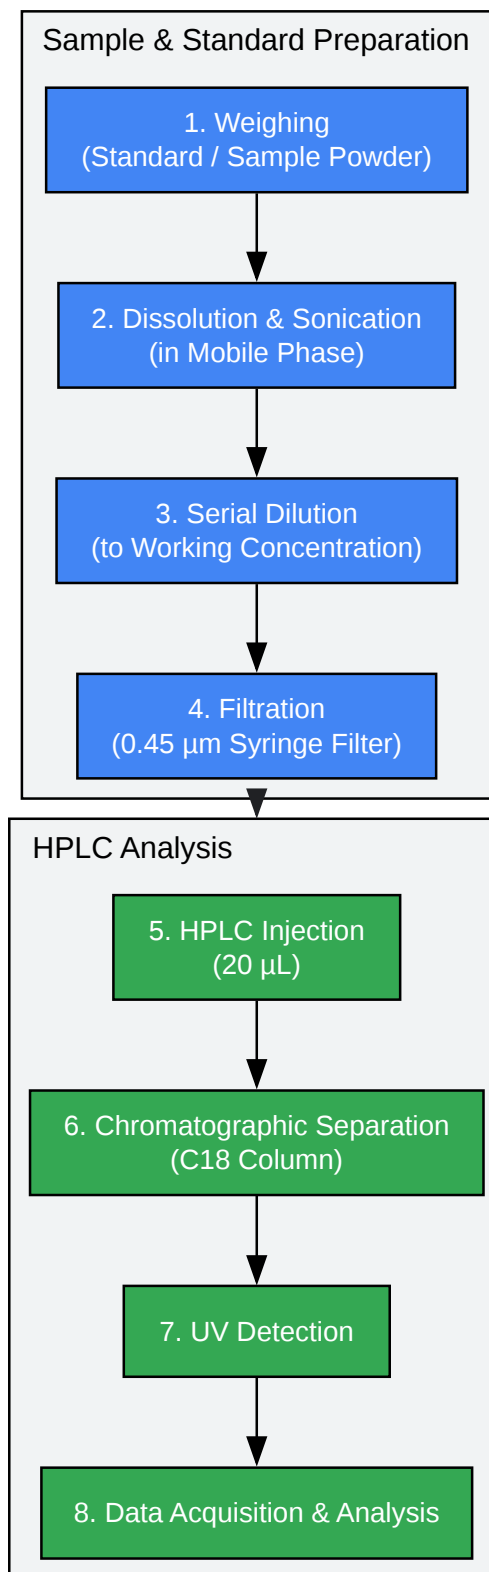 Sample & Standard Preparation
1. Weighing
(Standard / Sample Powder)
2. Dissolution & Sonication
(in Mobile Phase)
3. Serial Dilution
(to Working Concentration)
4. Filtration
(0.45 µm Syringe Filter)
HPLC Analysis
5. HPLC Injection
(20 µL)
6. Chromatographic Separation
(C18 Column)
7. UV Detection
8. Data Acquisition & Analysis